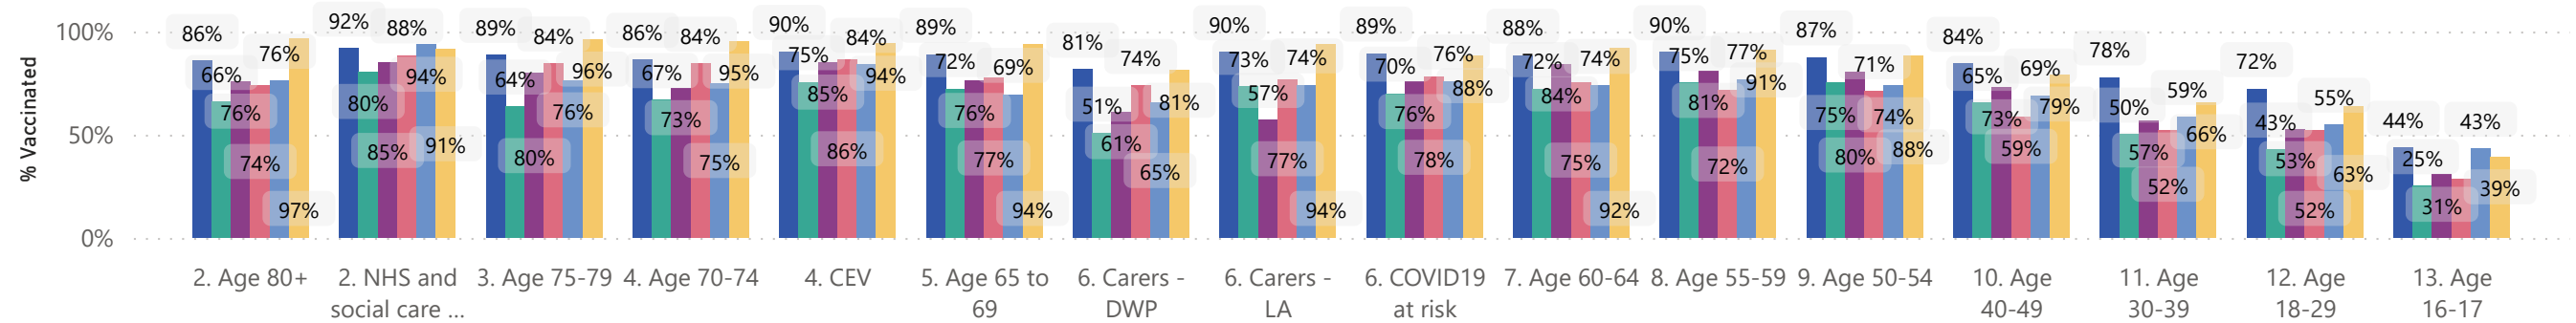 % Vaccinated
100%
50%
0%
86% 66% 76% 74% 76% 97%
92% 80% 85% 88% 94% 91%
89% 64% 80% 84% 76% 96%
86% 67% 73% 84% 75% 95%
90% 75% 85% 86% 84% 94%
89% 72% 76% 77% 69% 94%
81% 51% 61% 74% 65% 81%
90% 73% 57% 77% 74% 94%
89% 70% 76% 78% 76% 88%
88% 72% 84% 75% 74% 92%
90% 75% 81% 72% 77% 91%
87% 75% 80% 71% 74% 88%
84% 65% 73% 59% 69% 79%
78% 50% 57% 52% 59% 66%
72% 43% 53% 52% 55% 63%
44% 25% 31% 43% 39%
2. Age 80+
2. NHS and
social care ...
3. Age 75-79
4. Age 70-74
4. CEV
5. Age 65 to
69
6. Carers -
DWP
6. Carers -
LA
6. COVID19
at risk
7. Age 60-64
8. Age 55-59
9. Age 50-54
10. Age
40-49
11. Age
30-39
12. Age
18-29
13. Age
16-17